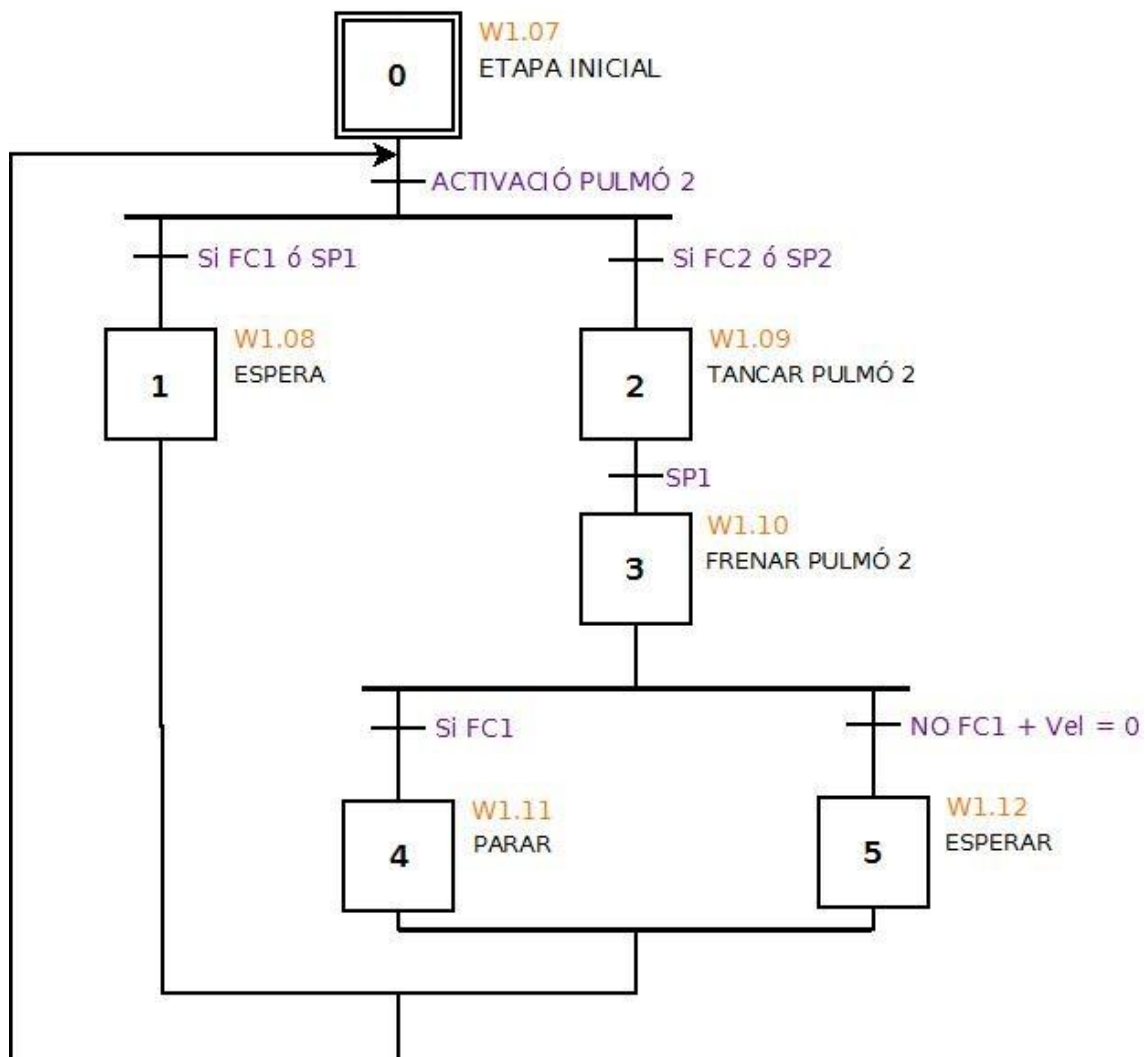 W1.07
0
ETAPA INICIAL
ACTIVACIÓ PULMÓ 2
Si FC1 ó SP1
Si FC2 ó SP2
W1.08
1
ESPERA
W1.09
2
TANCAR PULMÓ 2
SP1
W1.10
3
FRENAR PULMÓ 2
Si FC1
NO FC1 + Vel = 0
W1.11
4
PARAR
W1.12
5
ESPERAR